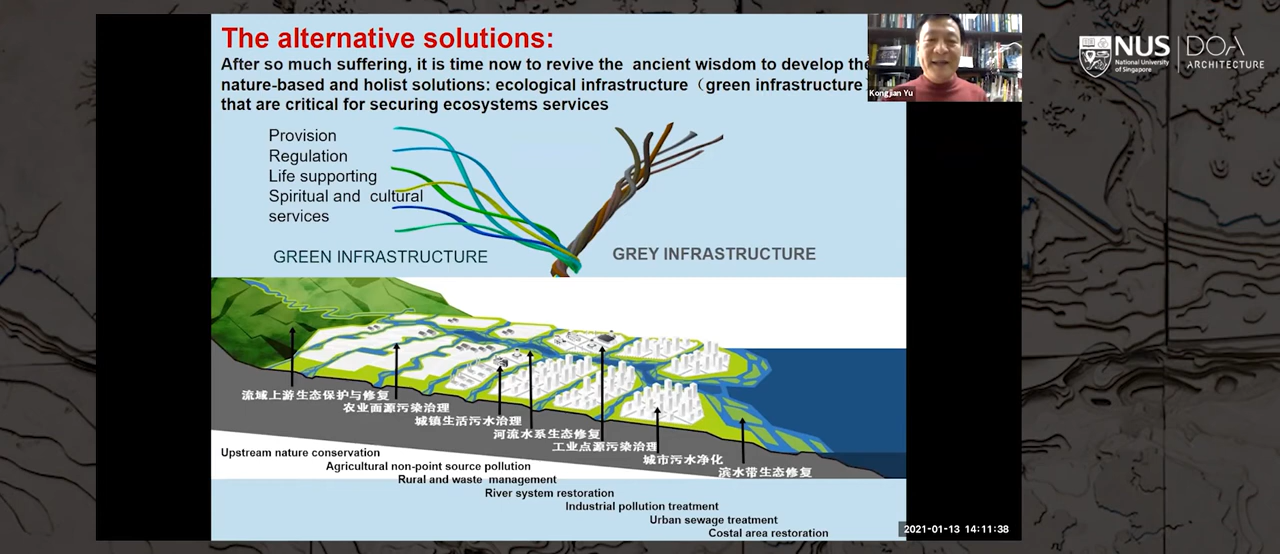 The alternative solutions:
After so much suffering, it is time now to revive the ancient wisdom to develop the
nature-based and holist solutions: ecological infrastructure（green infrastructure
that are critical for securing ecosystems services
Kongjian Yu
NUS
National University
of Singapore
DOA
ARCHITECTURE
Provision
Regulation
Life supporting
Spiritual and cultural
services
GREEN INFRASTRUCTURE
GREY INFRASTRUCTURE
流域上游生态保护与修复
农业面源污染治理
城镇生活污水治理
河流水系生态修复
工业点源污染治理
城市污水净化
滨水带生态修复
Upstream nature conservation
Agricultural non-point source pollution
Rural and waste management
River system restoration
Industrial pollution treatment
Urban sewage treatment
Costal area restoration
2021-01-13 14:11:38